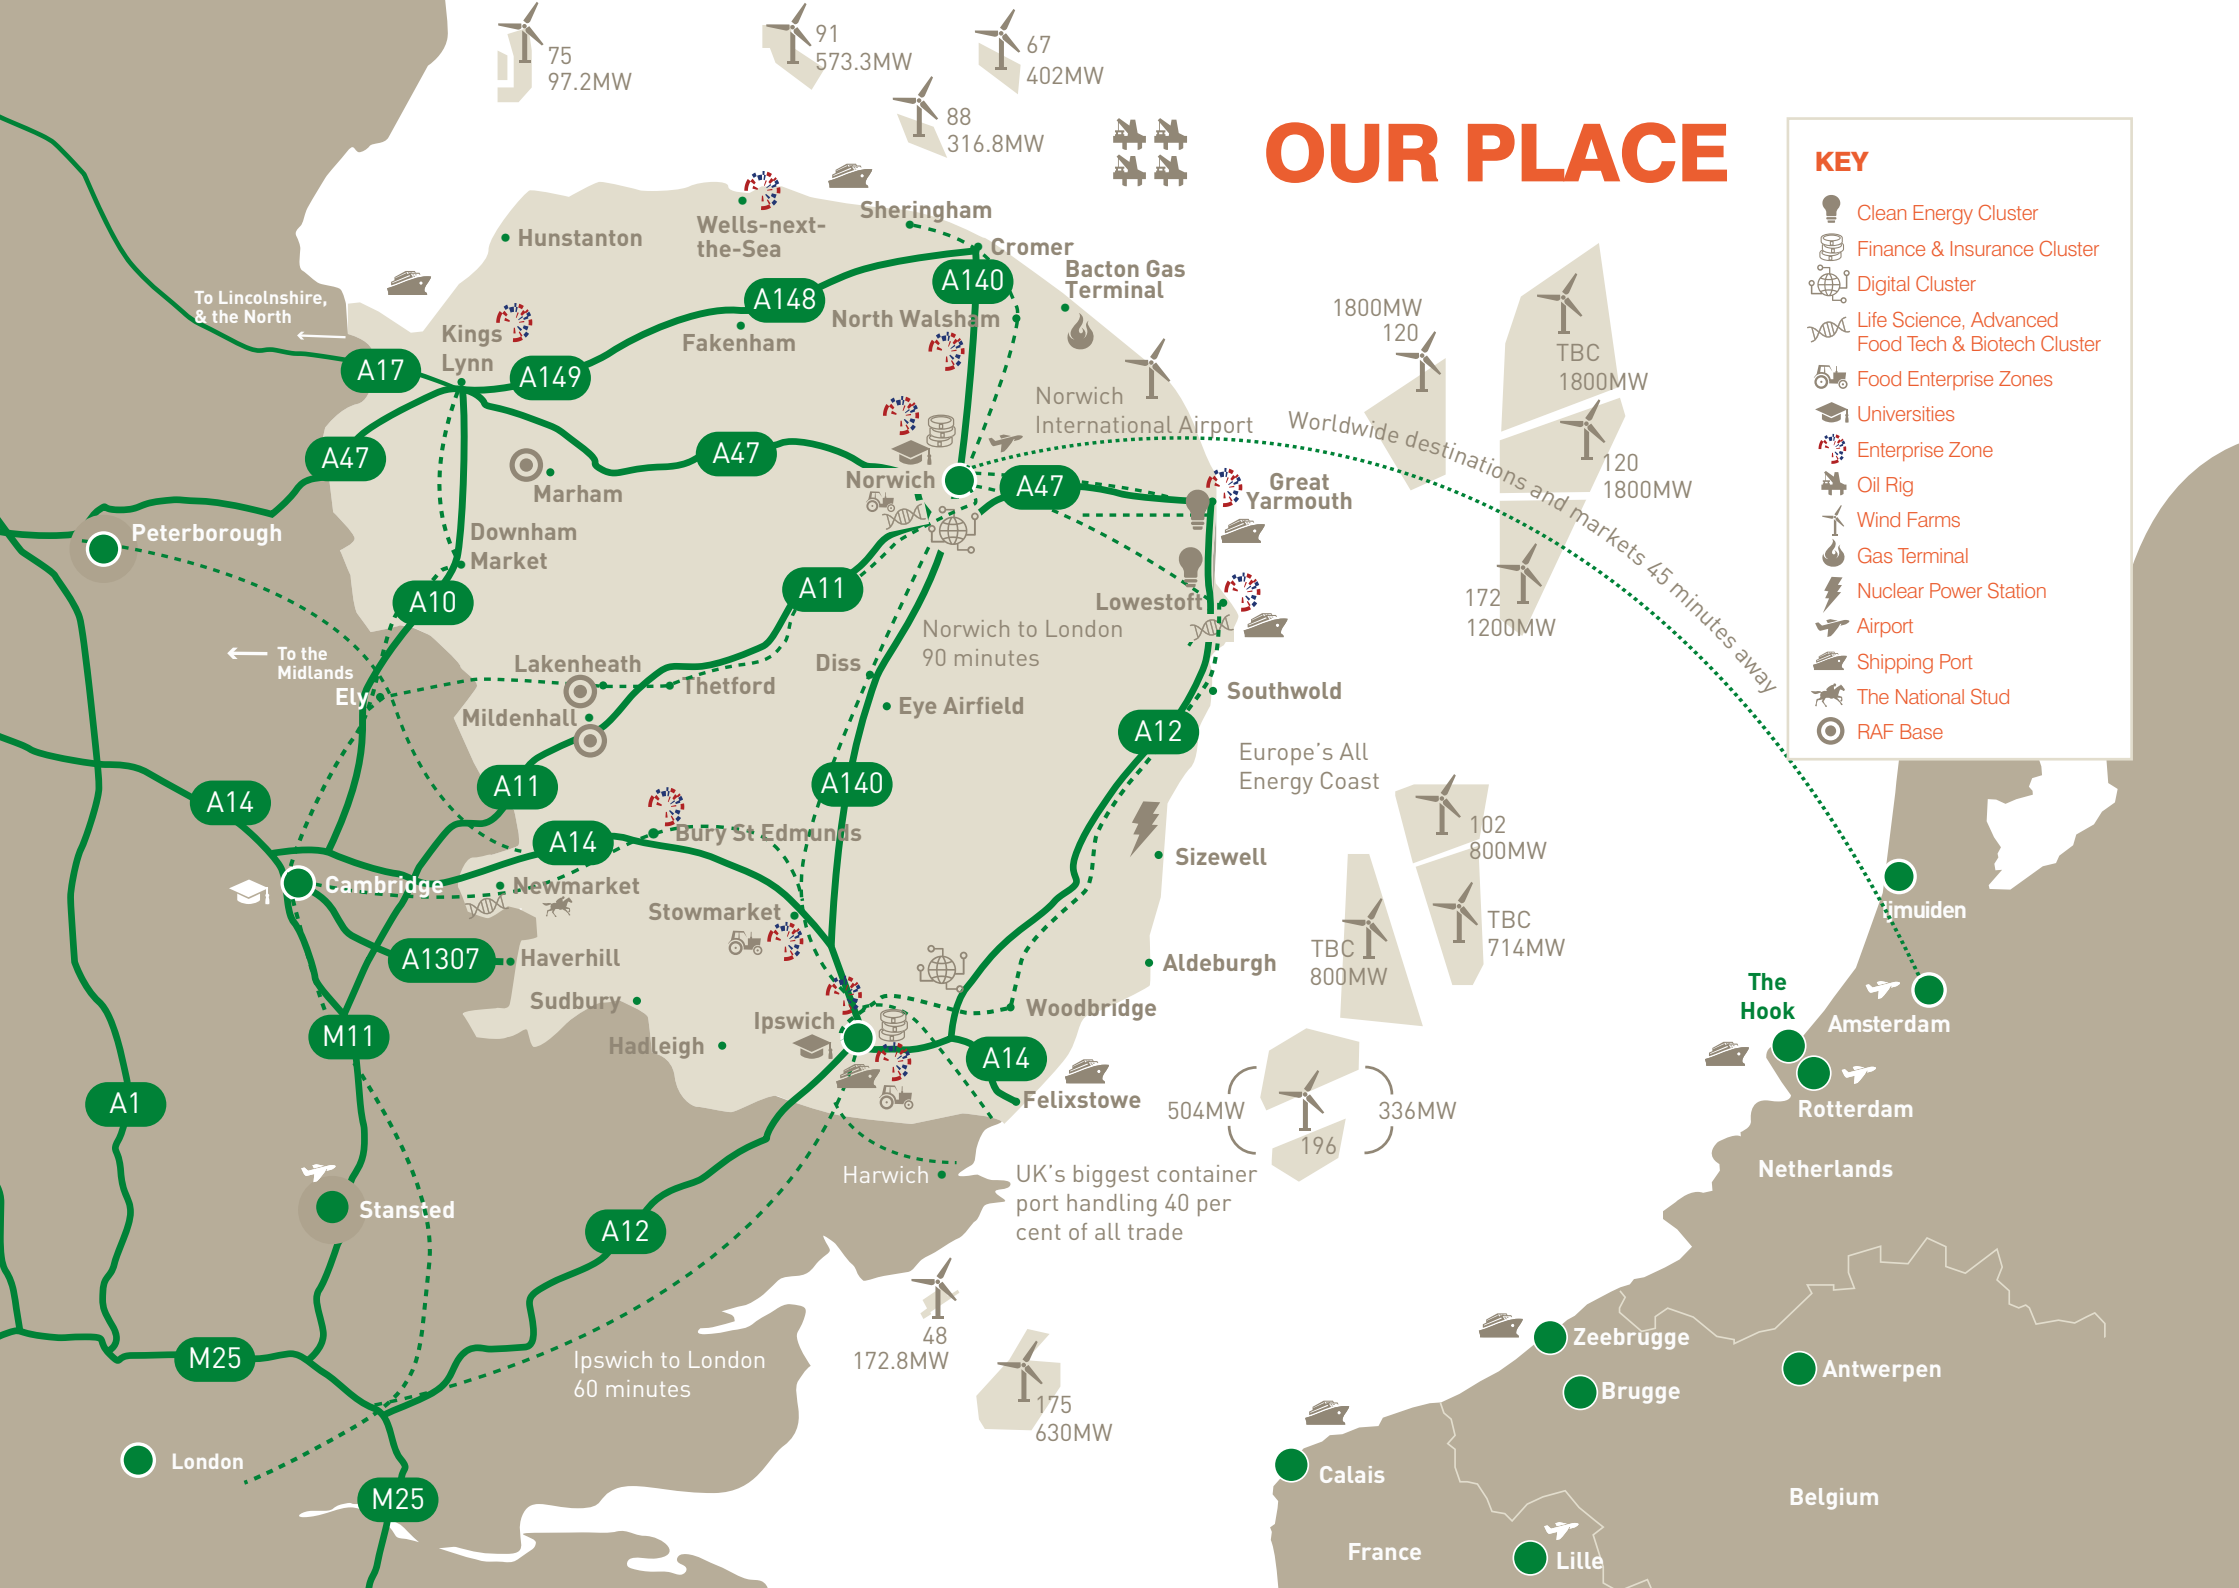 75
97.2MW
91
573.3MW
67
402MW
88
316.8MW
OUR PLACE
KEY
Clean Energy Cluster
Finance & Insurance Cluster
Digital Cluster
Life Science, Advanced
Food Tech & Biotech Cluster
Food Enterprise Zones
Universities
Enterprise Zone
Oil Rig
Wind Farms
Gas Terminal
Nuclear Power Station
Airport
Shipping Port
The National Stud
RAF Base
Sheringham
Wells-next-
the-Sea
Hunstanton
Cromer
Bacton Gas
Terminal
A140
A148
To Lincolnshire,
& the North
North Walsham
Kings
Lynn
Fakenham
A17
A149
1800MW
120
TBC
1800MW
Norwich
International Airport
Worldwide destinations and markets 45 minutes away
A47
A47
120
1800MW
Norwich
A47
Great
Yarmouth
Marham
Peterborough
Downham
Market
A10
A11
Lowestoft
172
1200MW
Norwich to London
90 minutes
To the
Midlands
Lakenheath
Diss
Thetford
Ely
Southwold
Eye Airfield
Mildenhall
A12
Europe's All
Energy Coast
A11
A140
A14
102
800MW
Bury St Edmunds
A14
Sizewell
Cambridge
Newmarket
Stowmarket
TBC
714MW
TBC
800MW
Ijmuiden
A1307
Haverhill
Aldeburgh
Sudbury
Woodbridge
The
Hook
Amsterdam
Ipswich
M11
Hadleigh
A14
A1
Felixstowe
504MW
336MW
196
Rotterdam
Netherlands
Harwich
UK's biggest container
port handling 40 per
cent of all trade
Stansted
A12
48
172.8MW
Zeebrugge
M25
Ipswich to London
60 minutes
Antwerpen
Brugge
175
630MW
London
Calais
M25
Belgium
France
Lille